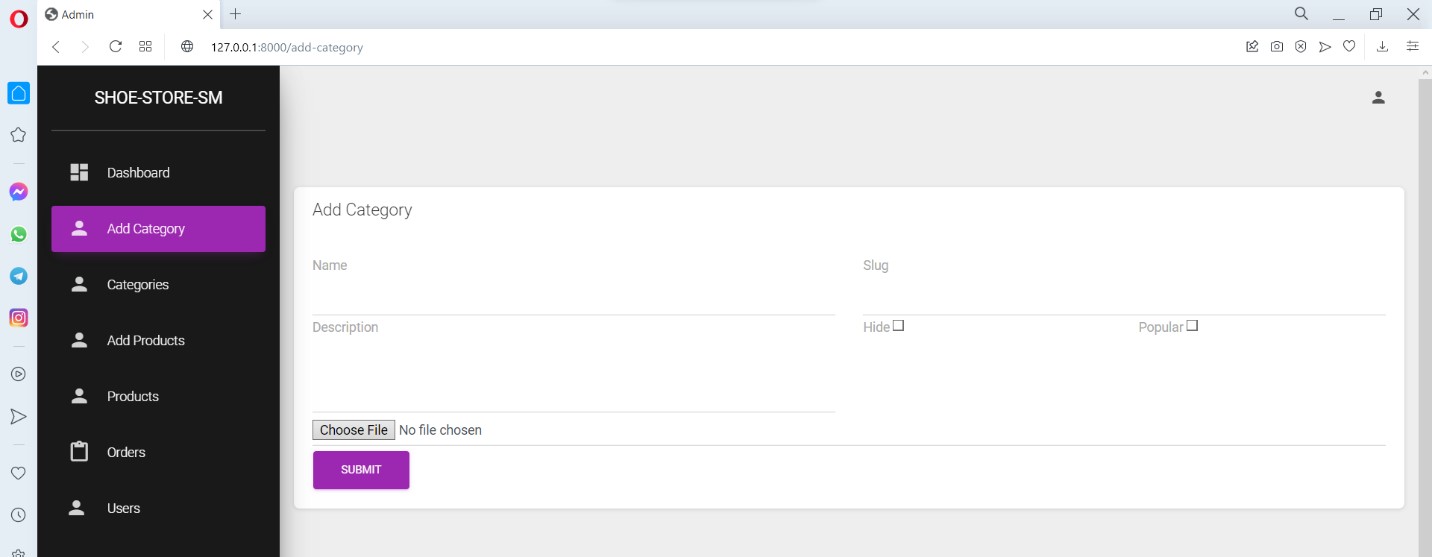 Admin
127.0.0.1:8000/add-category
SHOE-STORE-SM
Dashboard
Add Category
Categories
Add Products
Products
Orders
Users
Add Category
Name
Slug
Description
Hide
Popular
Choose File No file chosen
SUBMIT